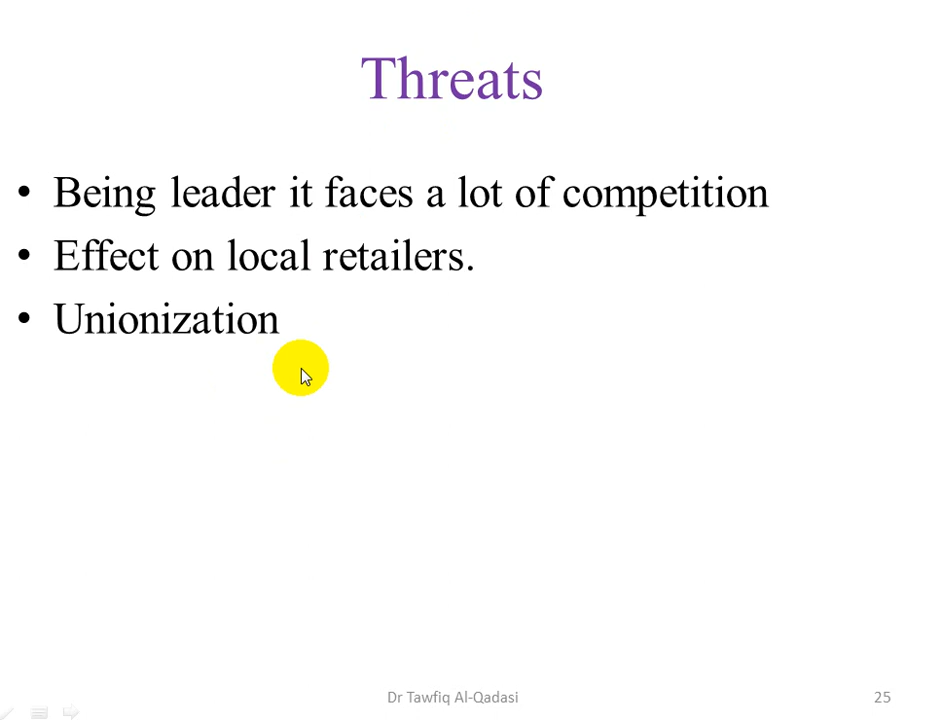 Threats
• Being leader it faces a lot of competition
• Effect on local retailers.
• Unionization
Dr Tawfiq Al-Qadasi
25